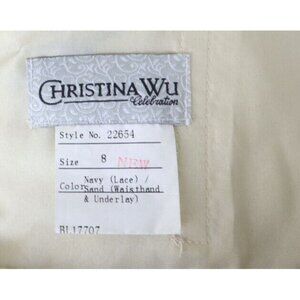 CHRISTINA WU
Celebration
Style No. 22654
Size 8 NEW
Navy (Lace) /
Color Sand (Waistband
& Underlay)
BL17707